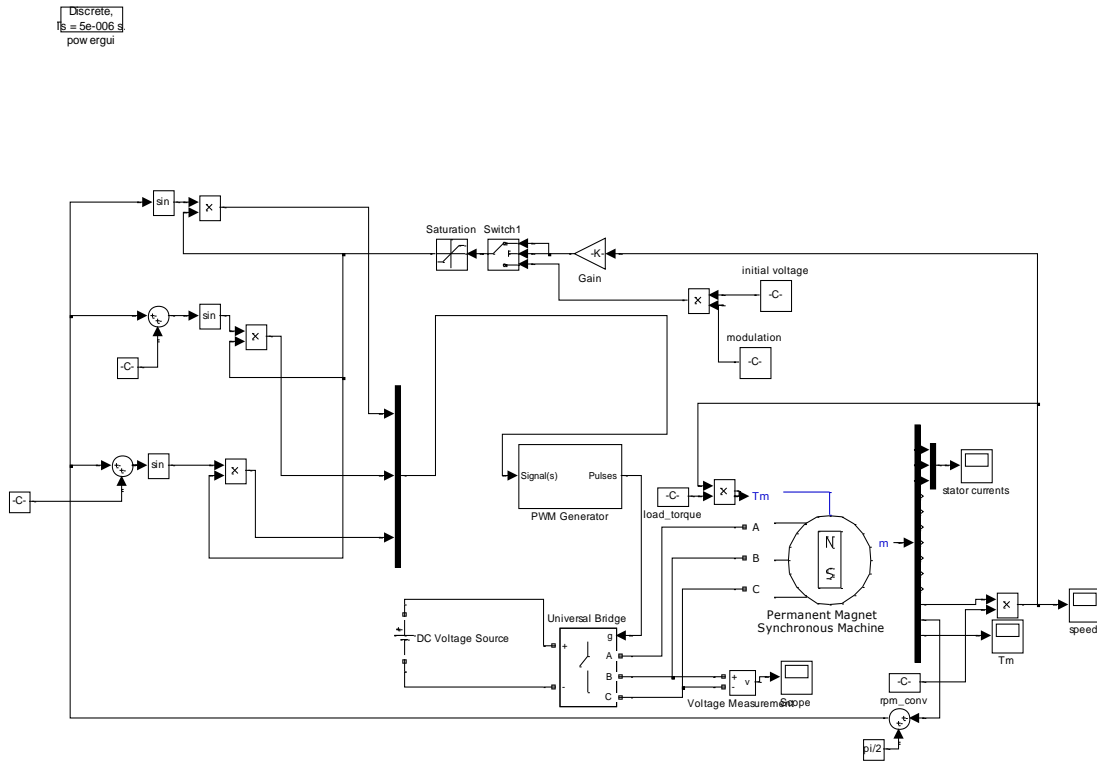 Discrete,
Ts = 5e-006 s.
powergui
sin
x
Saturation
Switch1
-K-
Gain
initial voltage
-C-
x
modulation
-C-
sin
x
-C-
sin
x
-C-
Signal(s)
Pulses
PWM Generator
-C-
load_torque
x
Tm
A
B
C
N
S
m
Permanent Magnet
Synchronous Machine
stator currents
x
speed
Tm
-C-
rpm_conv
pi/2
DC Voltage Source
Universal Bridge
g
+
A
B
-
C
+
-
v
Voltage Measurement
Scope